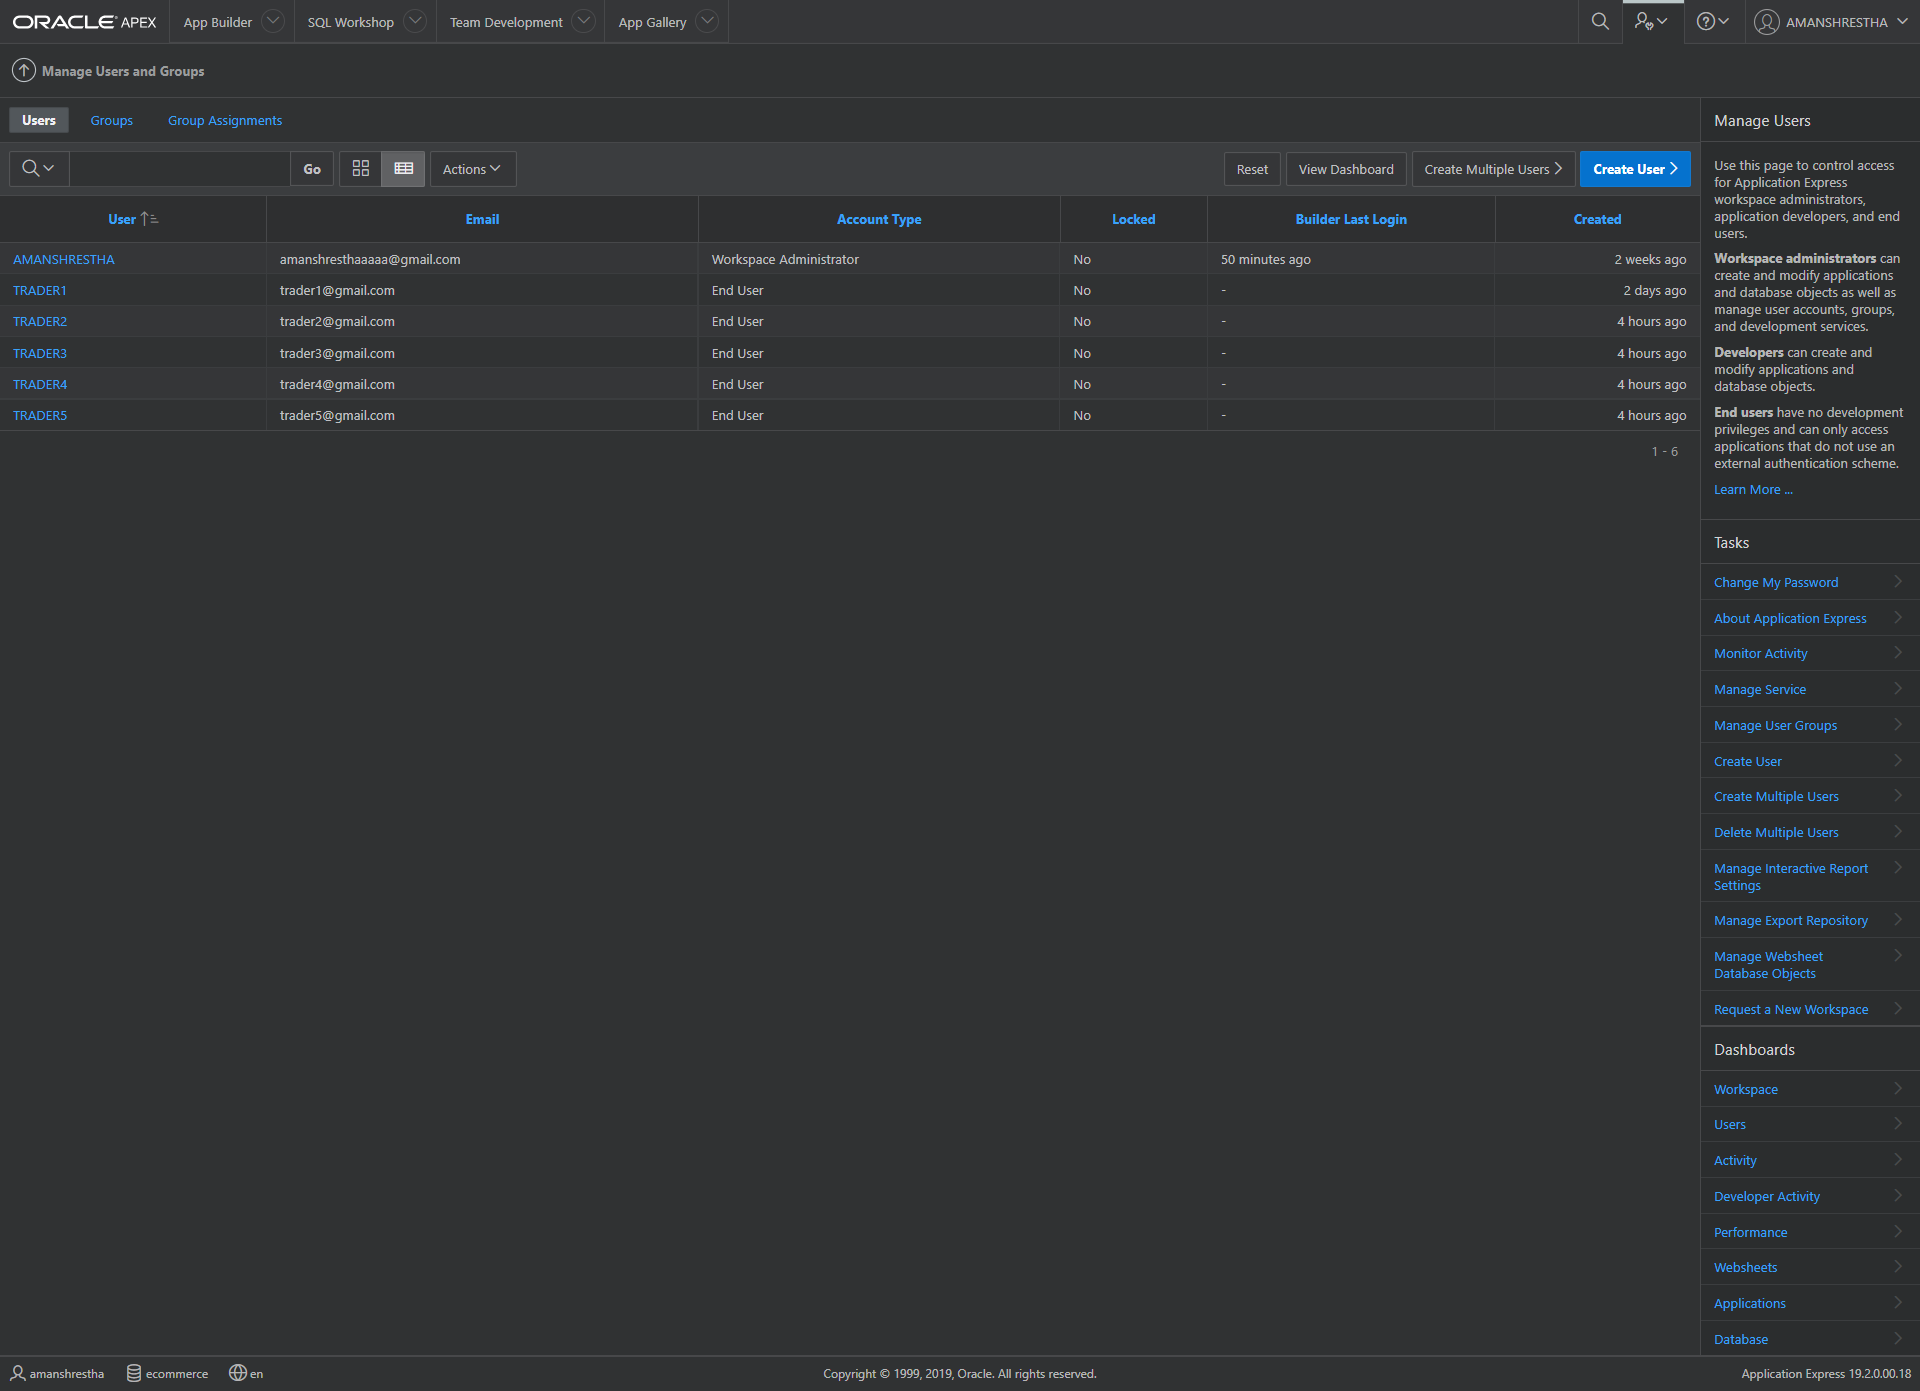 ORACLE APEX App Builder SQL Workshop Team Development App Gallery AMANSHRESTHA
Manage Users and Groups
Users Groups Group Assignments
Go Actions Reset View Dashboard Create Multiple Users Create User
User Email Account Type Locked Builder Last Login Created
AMANSHRESTHA amanshresthaaaaa@gmail.com Workspace Administrator No 50 minutes ago 2 weeks ago
TRADER1 trader1@gmail.com End User No - 2 days ago
TRADER2 trader2@gmail.com End User No - 4 hours ago
TRADER3 trader3@gmail.com End User No - 4 hours ago
TRADER4 trader4@gmail.com End User No - 4 hours ago
TRADER5 trader5@gmail.com End User No - 4 hours ago
1 - 6
Manage Users
Use this page to control access
for Application Express
workspace administrators,
application developers, and end
users.
Workspace administrators can
create and modify applications
and database objects as well as
manage user accounts, groups,
and development services.
Developers can create and
modify applications and
database objects.
End users have no development
privileges and can only access
applications that do not use an
external authentication scheme.
Learn More ...
Tasks
Change My Password
About Application Express
Monitor Activity
Manage Service
Manage User Groups
Create User
Create Multiple Users
Delete Multiple Users
Manage Interactive Report
Settings
Manage Export Repository
Manage Websheet
Database Objects
Request a New Workspace
Dashboards
Workspace
Users
Activity
Developer Activity
Performance
Websheets
Applications
Database
amanshrestha ecommerce en Copyright © 1999, 2019, Oracle. All rights reserved. Application Express 19.2.0.00.18